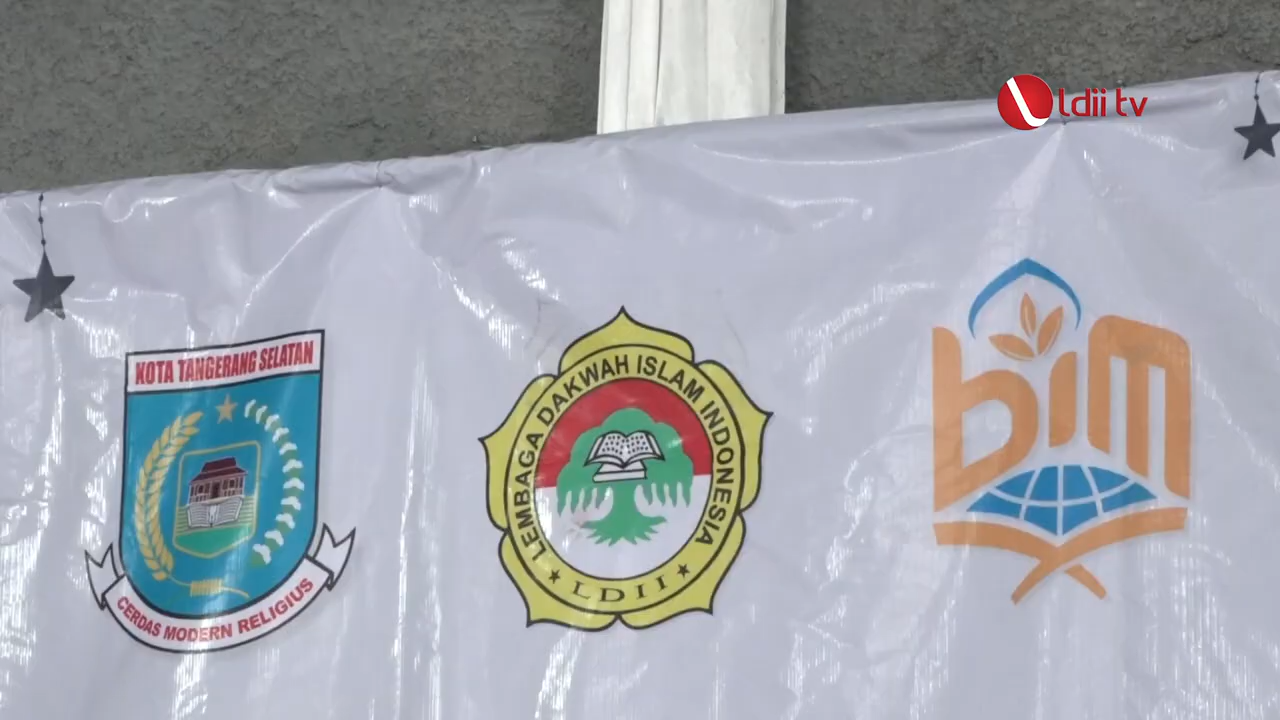 Ldii tv
KOTA TANGERANG SELATAN
CERDAS MODERN RELIGIUS
LEMBAGA DAKWAH ISLAM INDONESIA
LDII
bim